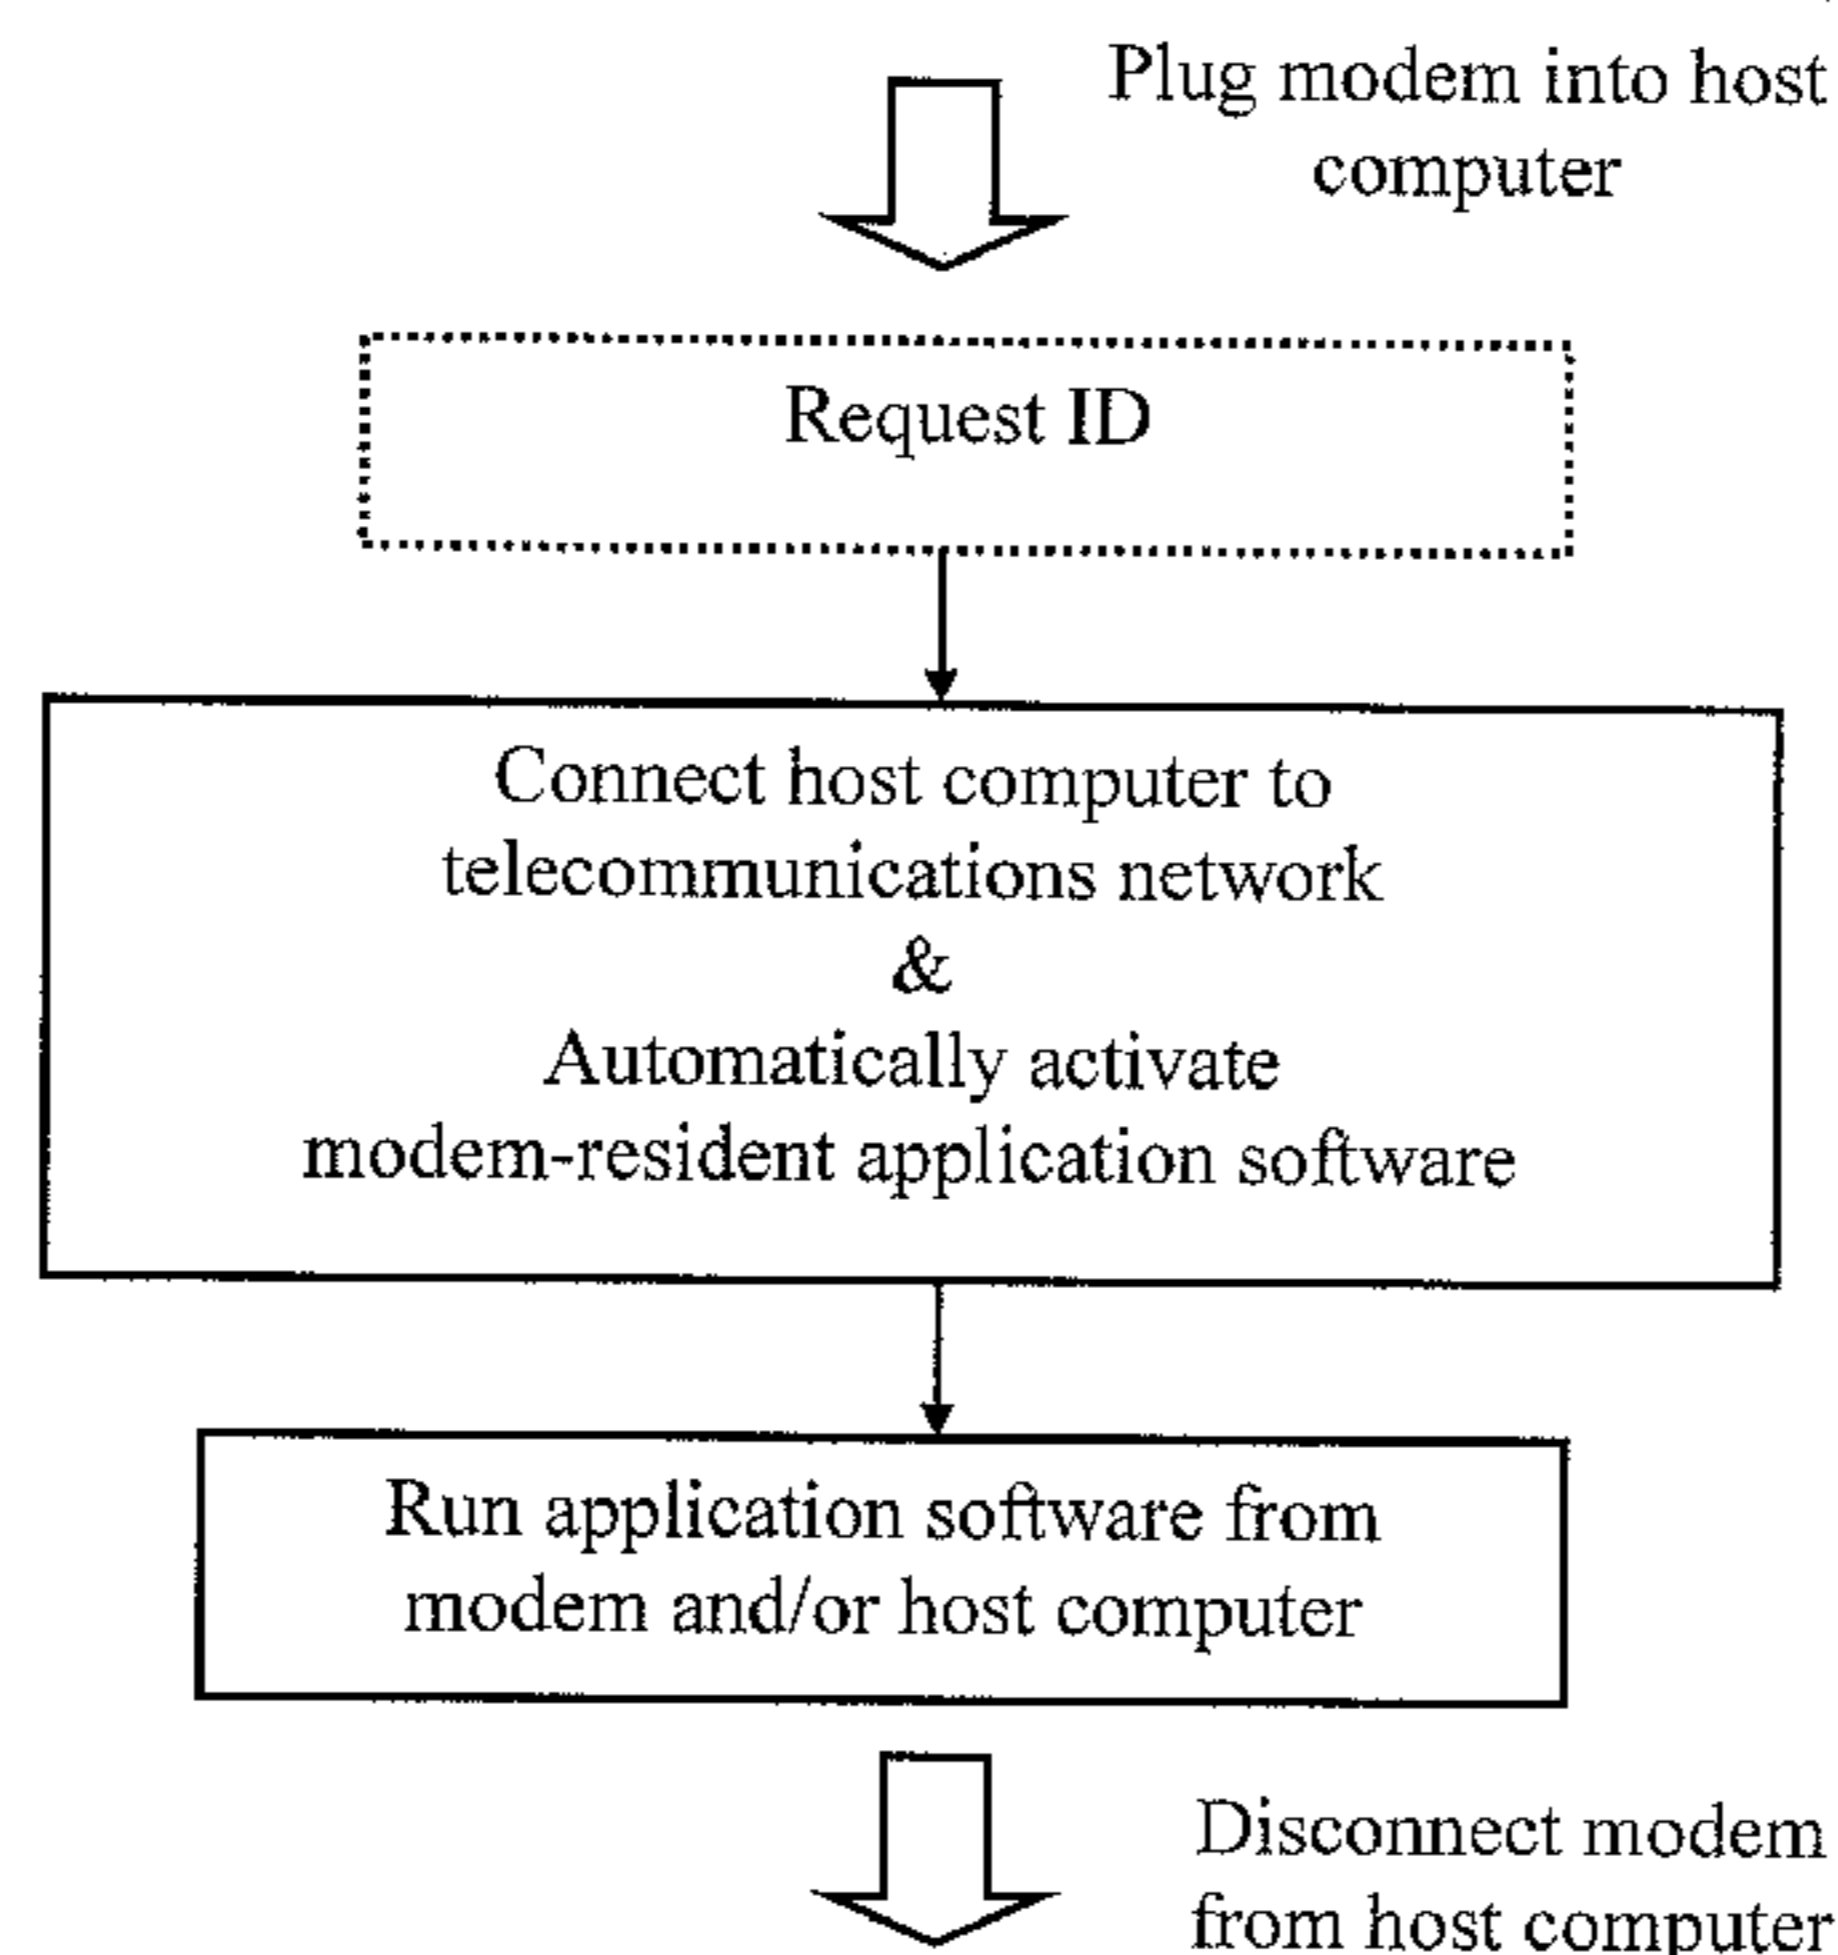 Plug modem into host
computer
Request ID
Connect host computer to
telecommunications network
&
Automatically activate
modem-resident application software
Run application software from
modem and/or host computer
Disconnect modem
from host computer